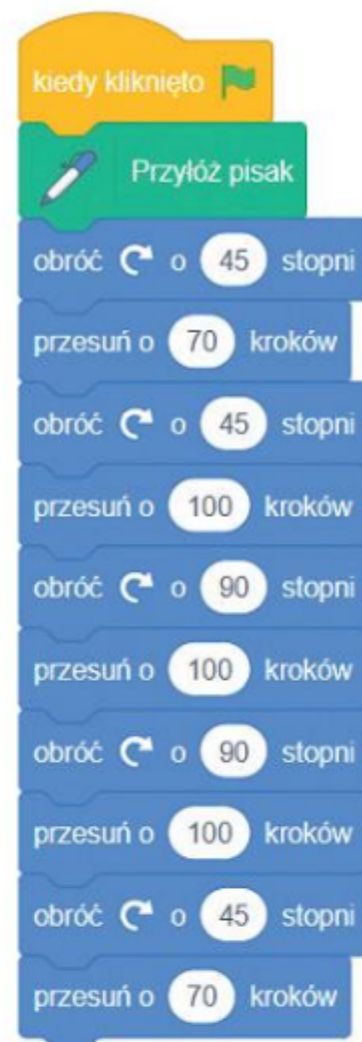 kiedy kliknięto
Przyłóż pisak
obróć o 45 stopni
przesuń o 70 kroków
obróć o 45 stopni
przesuń o 100 kroków
obróć o 90 stopni
przesuń o 100 kroków
obróć o 90 stopni
przesuń o 100 kroków
obróć o 45 stopni
przesuń o 70 kroków